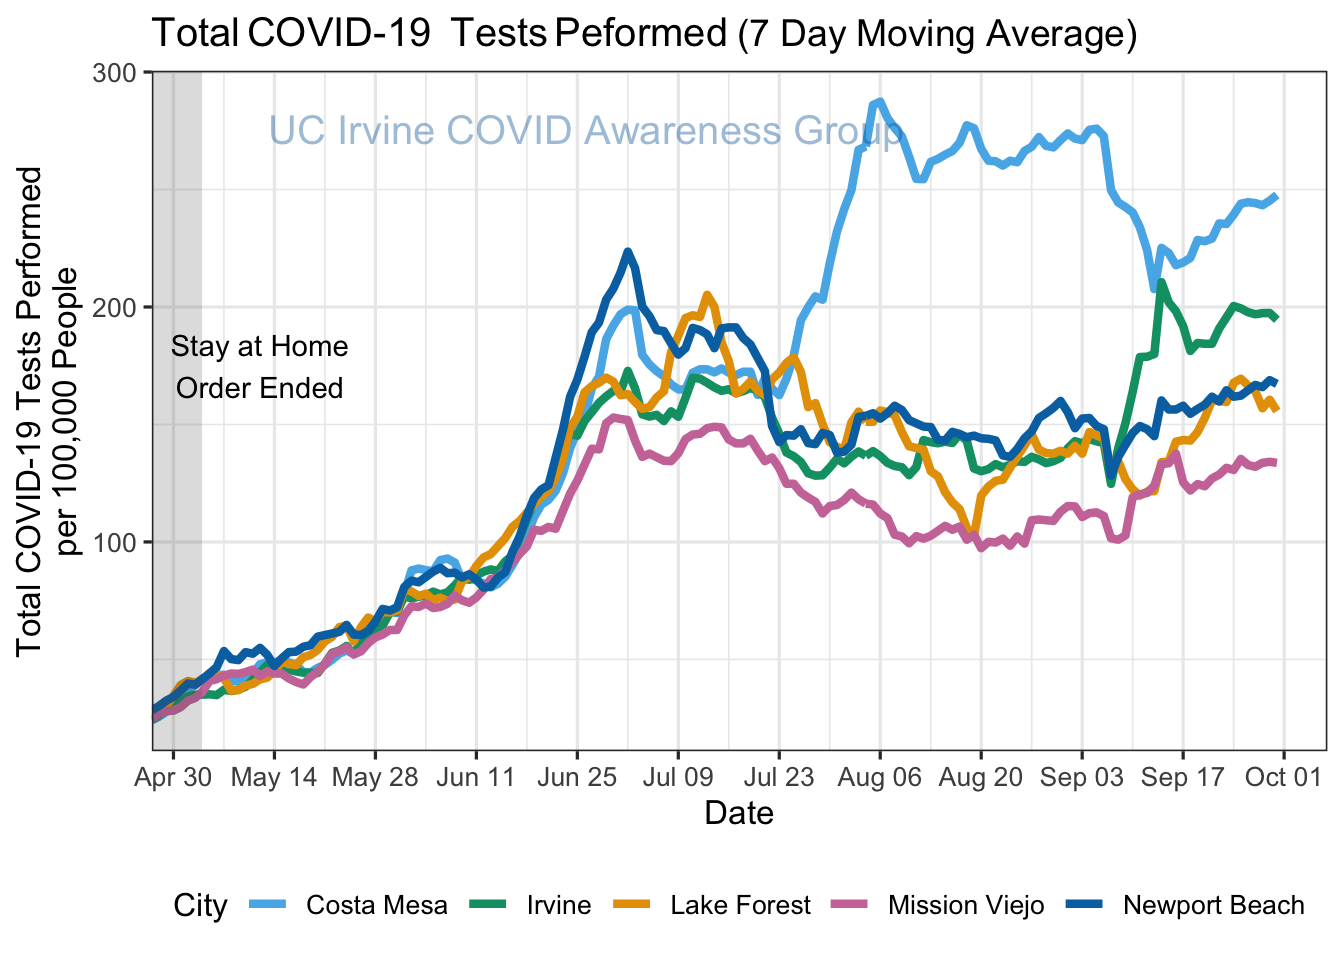 Total COVID-19 Tests Peformed (7 Day Moving Average)
300
UC Irvine COVID Awareness Group
Total COVID-19 Tests Performed
per 100,000 People
200
Stay at Home
Order Ended
100
Apr 30 May 14 May 28 Jun 11 Jun 25 Jul 09 Jul 23 Aug 06 Aug 20 Sep 03 Sep 17 Oct 01
Date
City Costa Mesa Irvine Lake Forest Mission Viejo Newport Beach